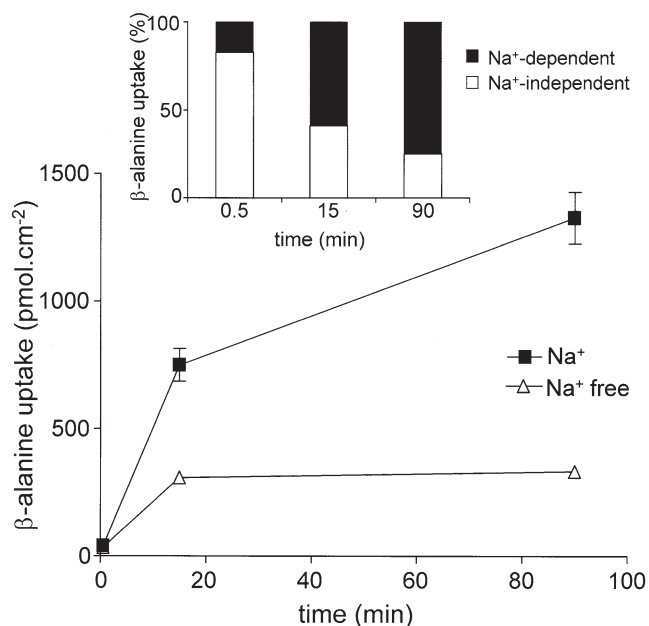 100
50
0
β-alanine uptake (%)
0.5 15 90
time (min)
Na⁺-dependent
Na⁺-independent
1500
1000
500
0
β-alanine uptake (pmol.cm⁻²)
Na⁺
Na⁺ free
0 20 40 60 80 100
time (min)